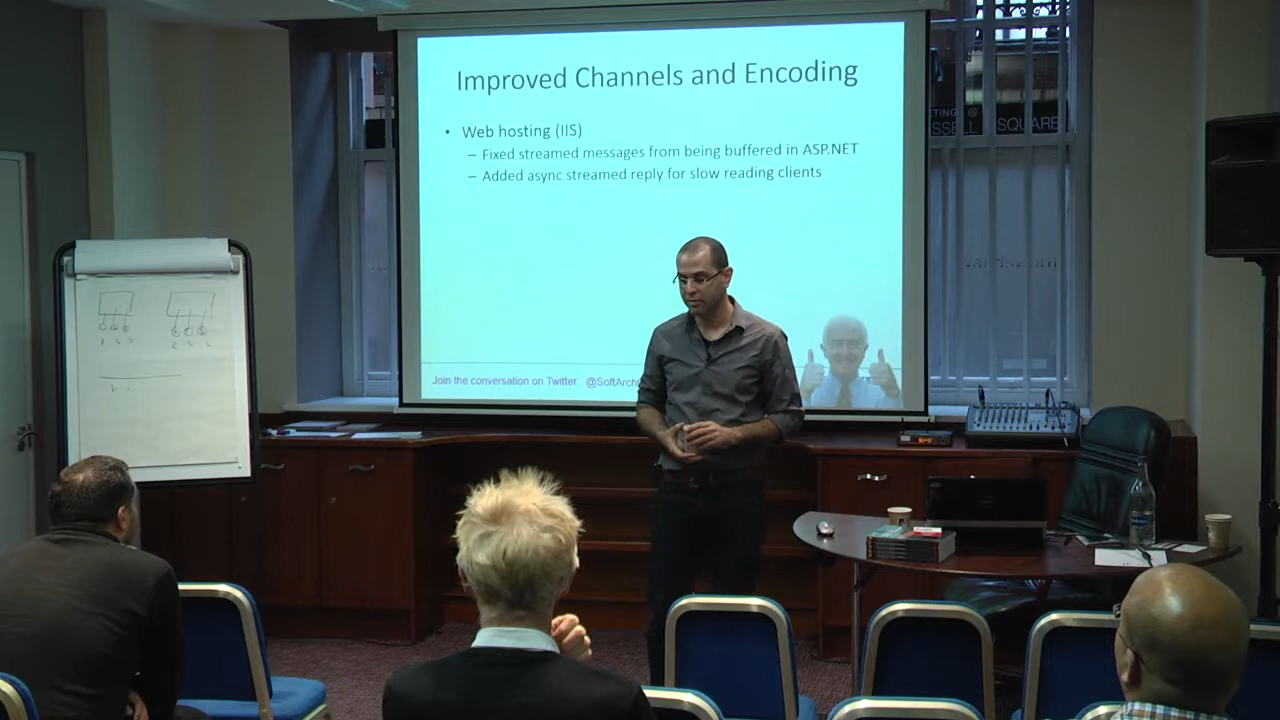 Improved Channels and Encoding
• Web hosting (IIS)
– Fixed streamed messages from being buffered in ASP.NET
– Added async streamed reply for slow reading clients
Join the conversation on Twitter: @SoftArch
SQUARE